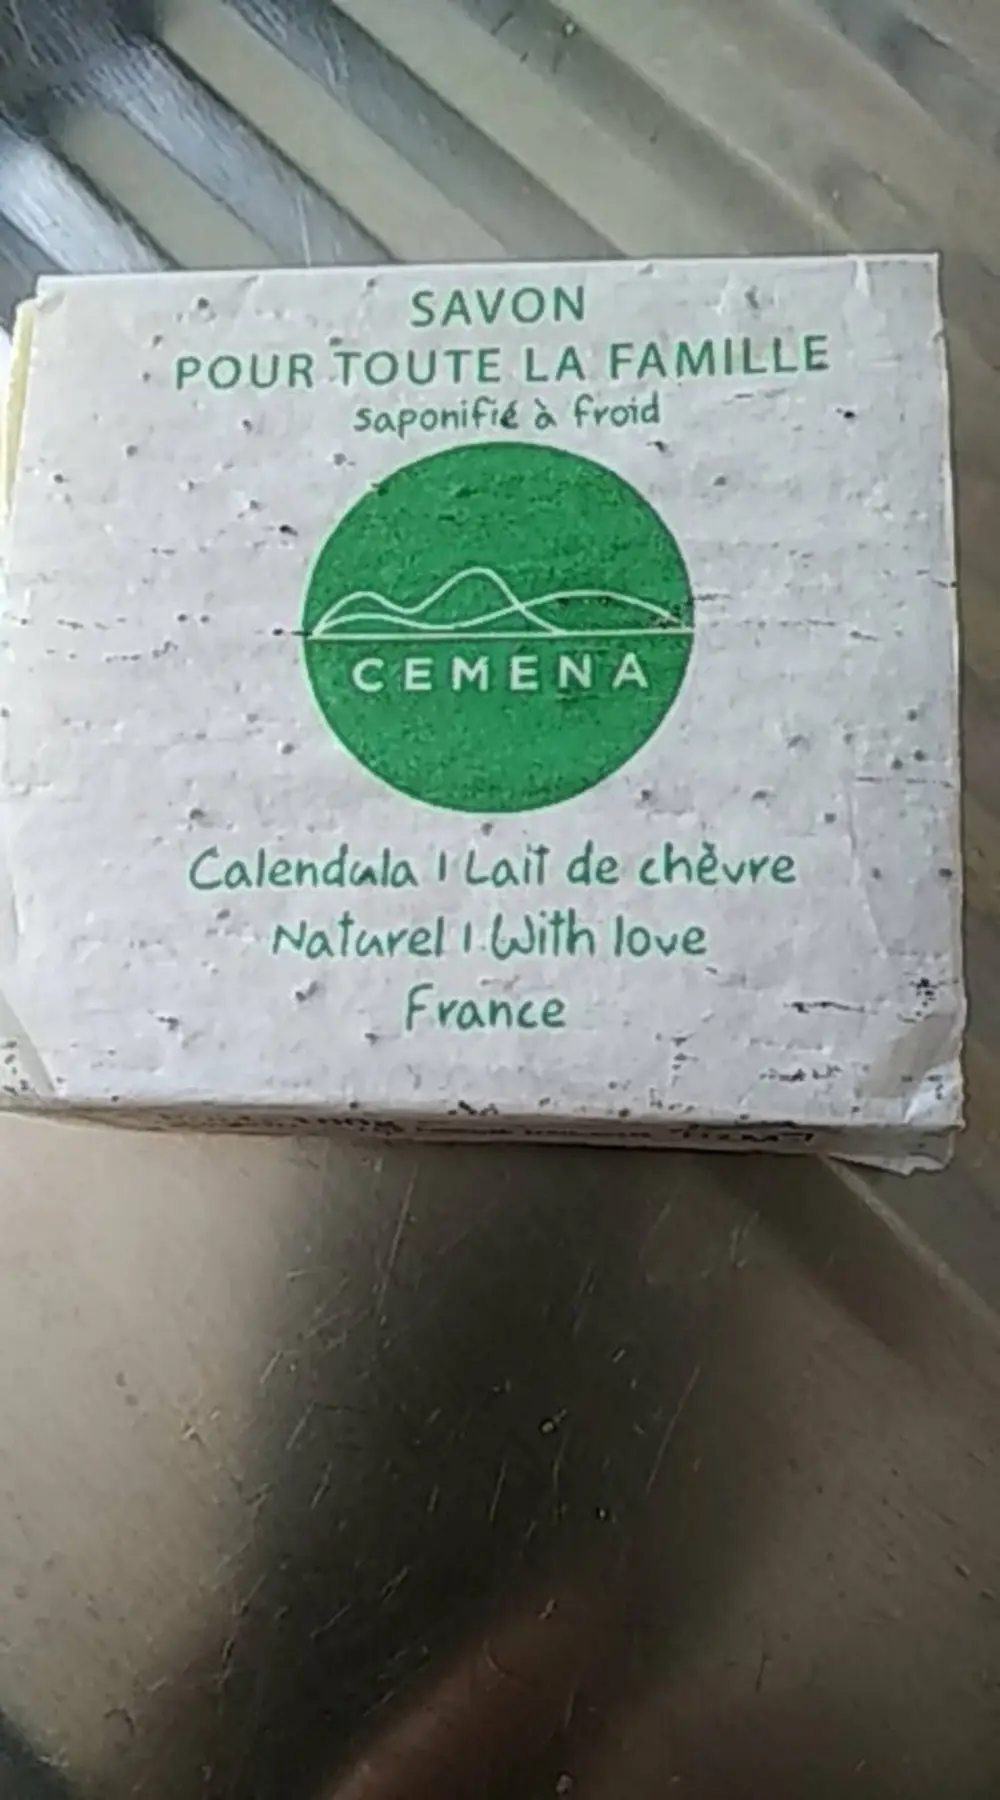 SAVON
POUR TOUTE LA FAMILLE
saponifié à froid
CEMENA
Calendula | Lait de chèvre
Naturel | With love
France